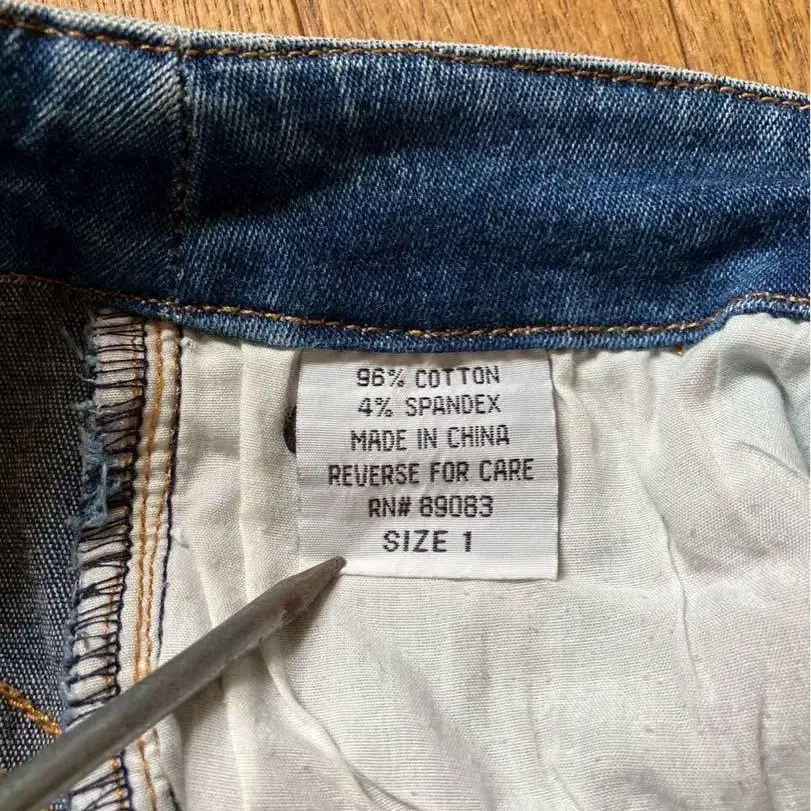 96% COTTON
4% SPANDEX
MADE IN CHINA
REVERSE FOR CARE
RN# 89083
SIZE 1